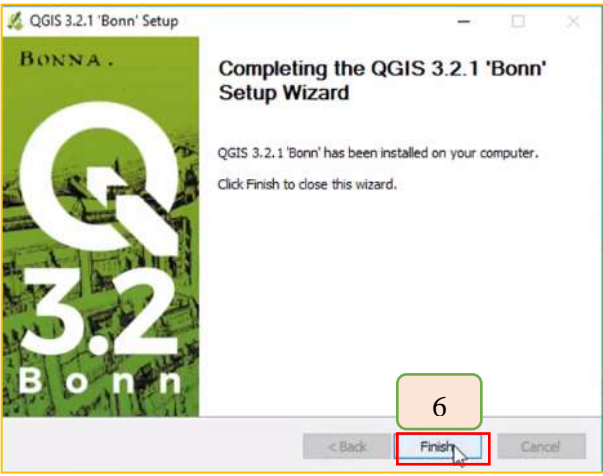 QGIS 3.2.1 'Bonn' Setup
BONNA.
Completing the QGIS 3.2.1 'Bonn'
Setup Wizard
QGIS 3.2.1 'Bonn' has been installed on your computer.
Click Finish to close this wizard.
3.2
Bonn
6
< Back
Finish
Cancel